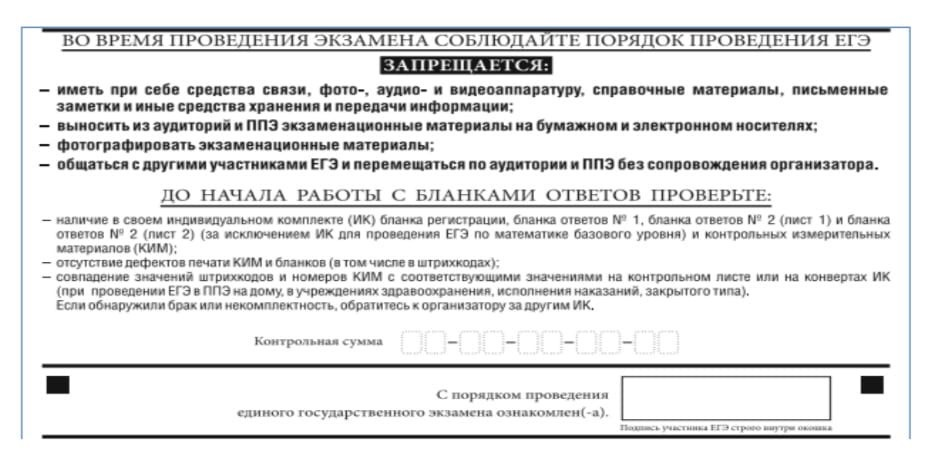 ВО ВРЕМЯ ПРОВЕДЕНИЯ ЭКЗАМЕНА СОБЛЮДАЙТЕ ПОРЯДОК ПРОВЕДЕНИЯ ЕГЭ
ЗАПРЕЩАЕТСЯ:
– иметь при себе средства связи, фото-, аудио- и видеоаппаратуру, справочные материалы, письменные
заметки и иные средства хранения и передачи информации;
– выносить из аудиторий и ППЭ экзаменационные материалы на бумажном и электронном носителях;
– фотографировать экзаменационные материалы;
– общаться с другими участниками ЕГЭ и перемещаться по аудитории и ППЭ без сопровождения организатора.
ДО НАЧАЛА РАБОТЫ С БЛАНКАМИ ОТВЕТОВ ПРОВЕРЬТЕ:
– наличие в своем индивидуальном комплекте (ИК) бланка регистрации, бланка ответов № 1, бланка ответов № 2 (лист 1) и бланка
ответов № 2 (лист 2) (за исключением ИК для проведения ЕГЭ по математике базового уровня) и контрольных измерительных
материалов (КИМ);
– отсутствие дефектов печати КИМ и бланков (в том числе в штрихкодах);
– совпадение значений штрихкодов и номеров КИМ с соответствующими значениями на контрольном листе или на конвертах ИК
(при проведении ЕГЭ в ППЭ на дому, в учреждениях здравоохранения, исполнения наказаний, закрытого типа).
Если обнаружили брак или некомплектность, обратитесь к организатору за другим ИК.
Контрольная сумма – – – –
С порядком проведения
единого государственного экзамена ознакомлен(-а).
Подпись участника ЕГЭ строго внутри окошка